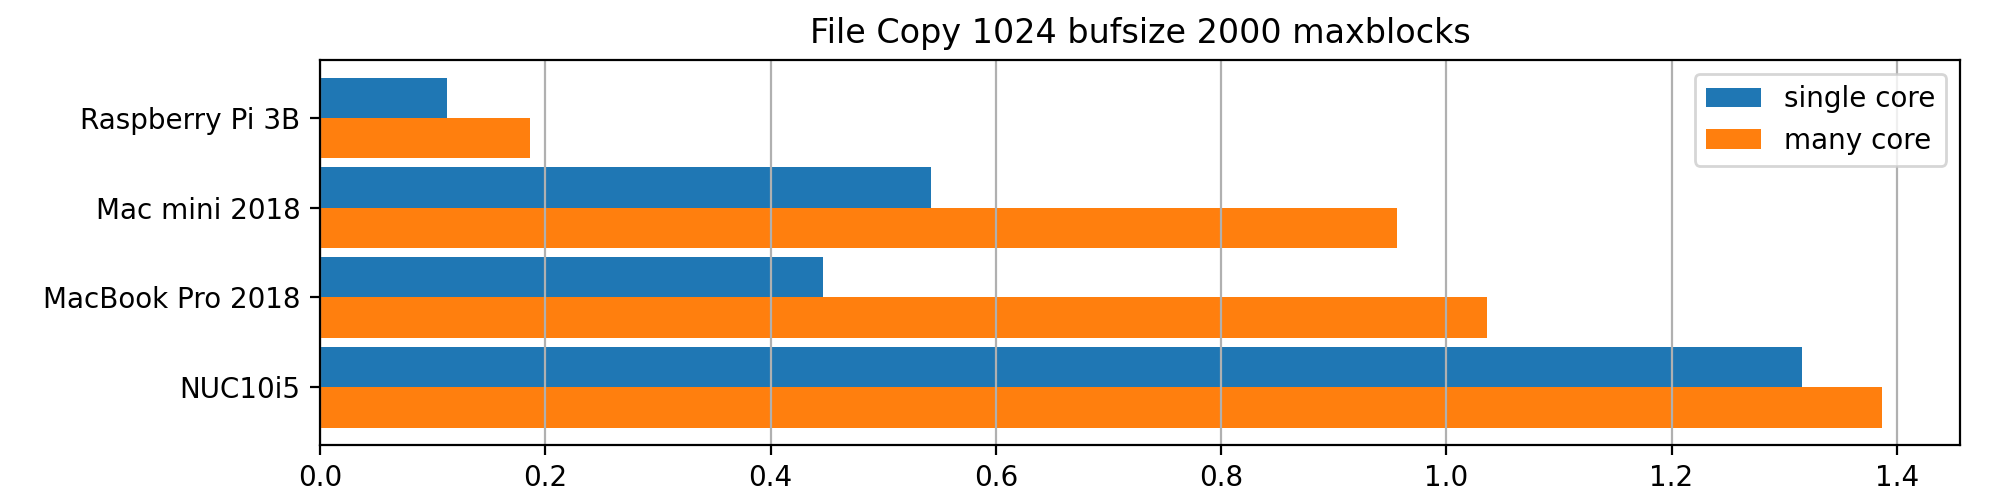 File Copy 1024 bufsize 2000 maxblocks
single core
many core
Raspberry Pi 3B
Mac mini 2018
MacBook Pro 2018
NUC10i5
0.0 0.2 0.4 0.6 0.8 1.0 1.2 1.4